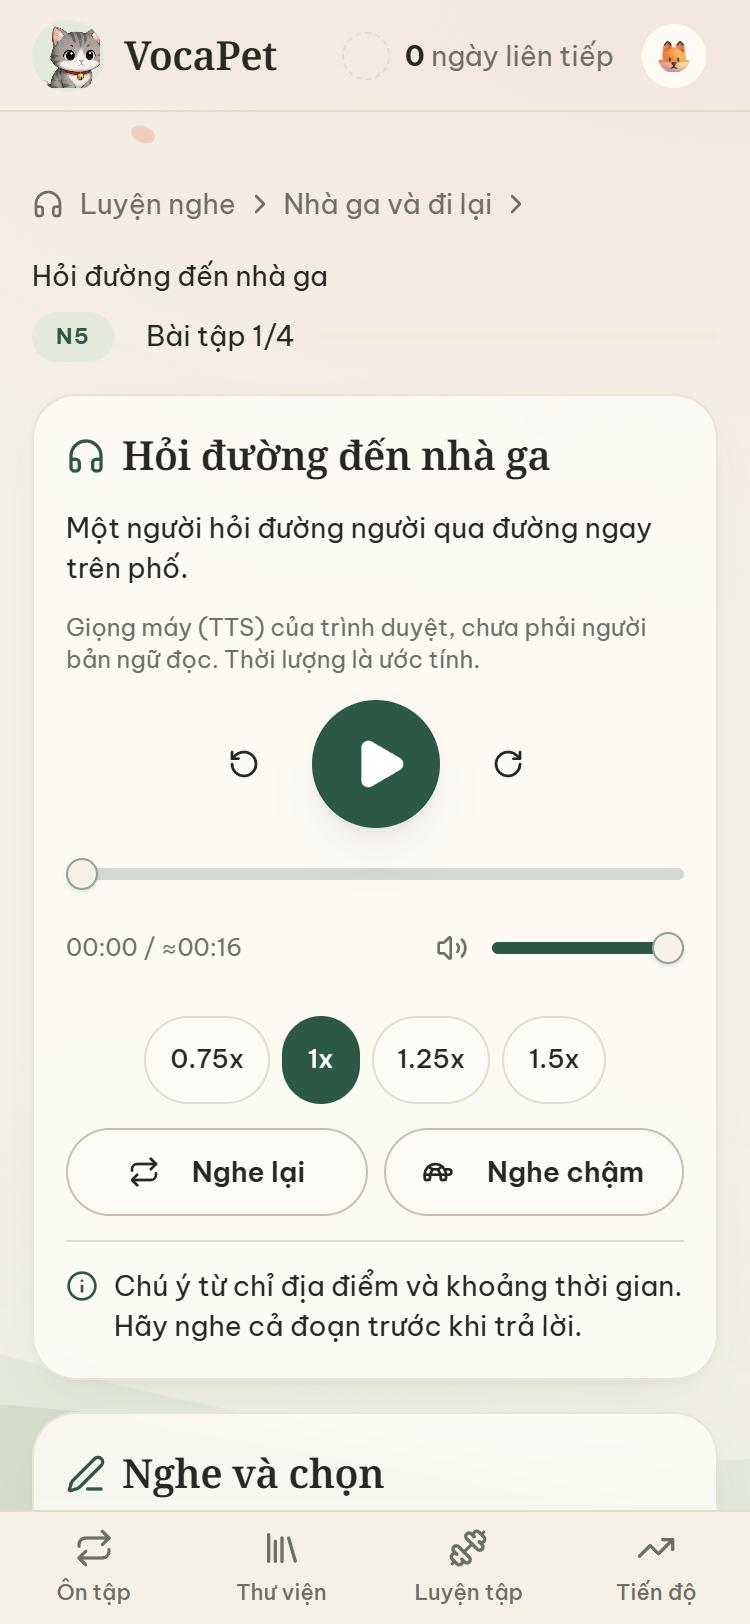 VocaPet
0 ngày liên tiếp
Luyện nghe > Nhà ga và đi lại >
Hỏi đường đến nhà ga
N5
Bài tập 1/4
Hỏi đường đến nhà ga
Một người hỏi đường người qua đường ngay
trên phố.
Giọng máy (TTS) của trình duyệt, chưa phải người
bản ngữ đọc. Thời lượng là ước tính.
00:00 / ≈00:16
0.75x
1x
1.25x
1.5x
Nghe lại
Nghe chậm
Chú ý từ chỉ địa điểm và khoảng thời gian.
Hãy nghe cả đoạn trước khi trả lời.
Nghe và chọn
Ôn tập
Thư viện
Luyện tập
Tiến độ